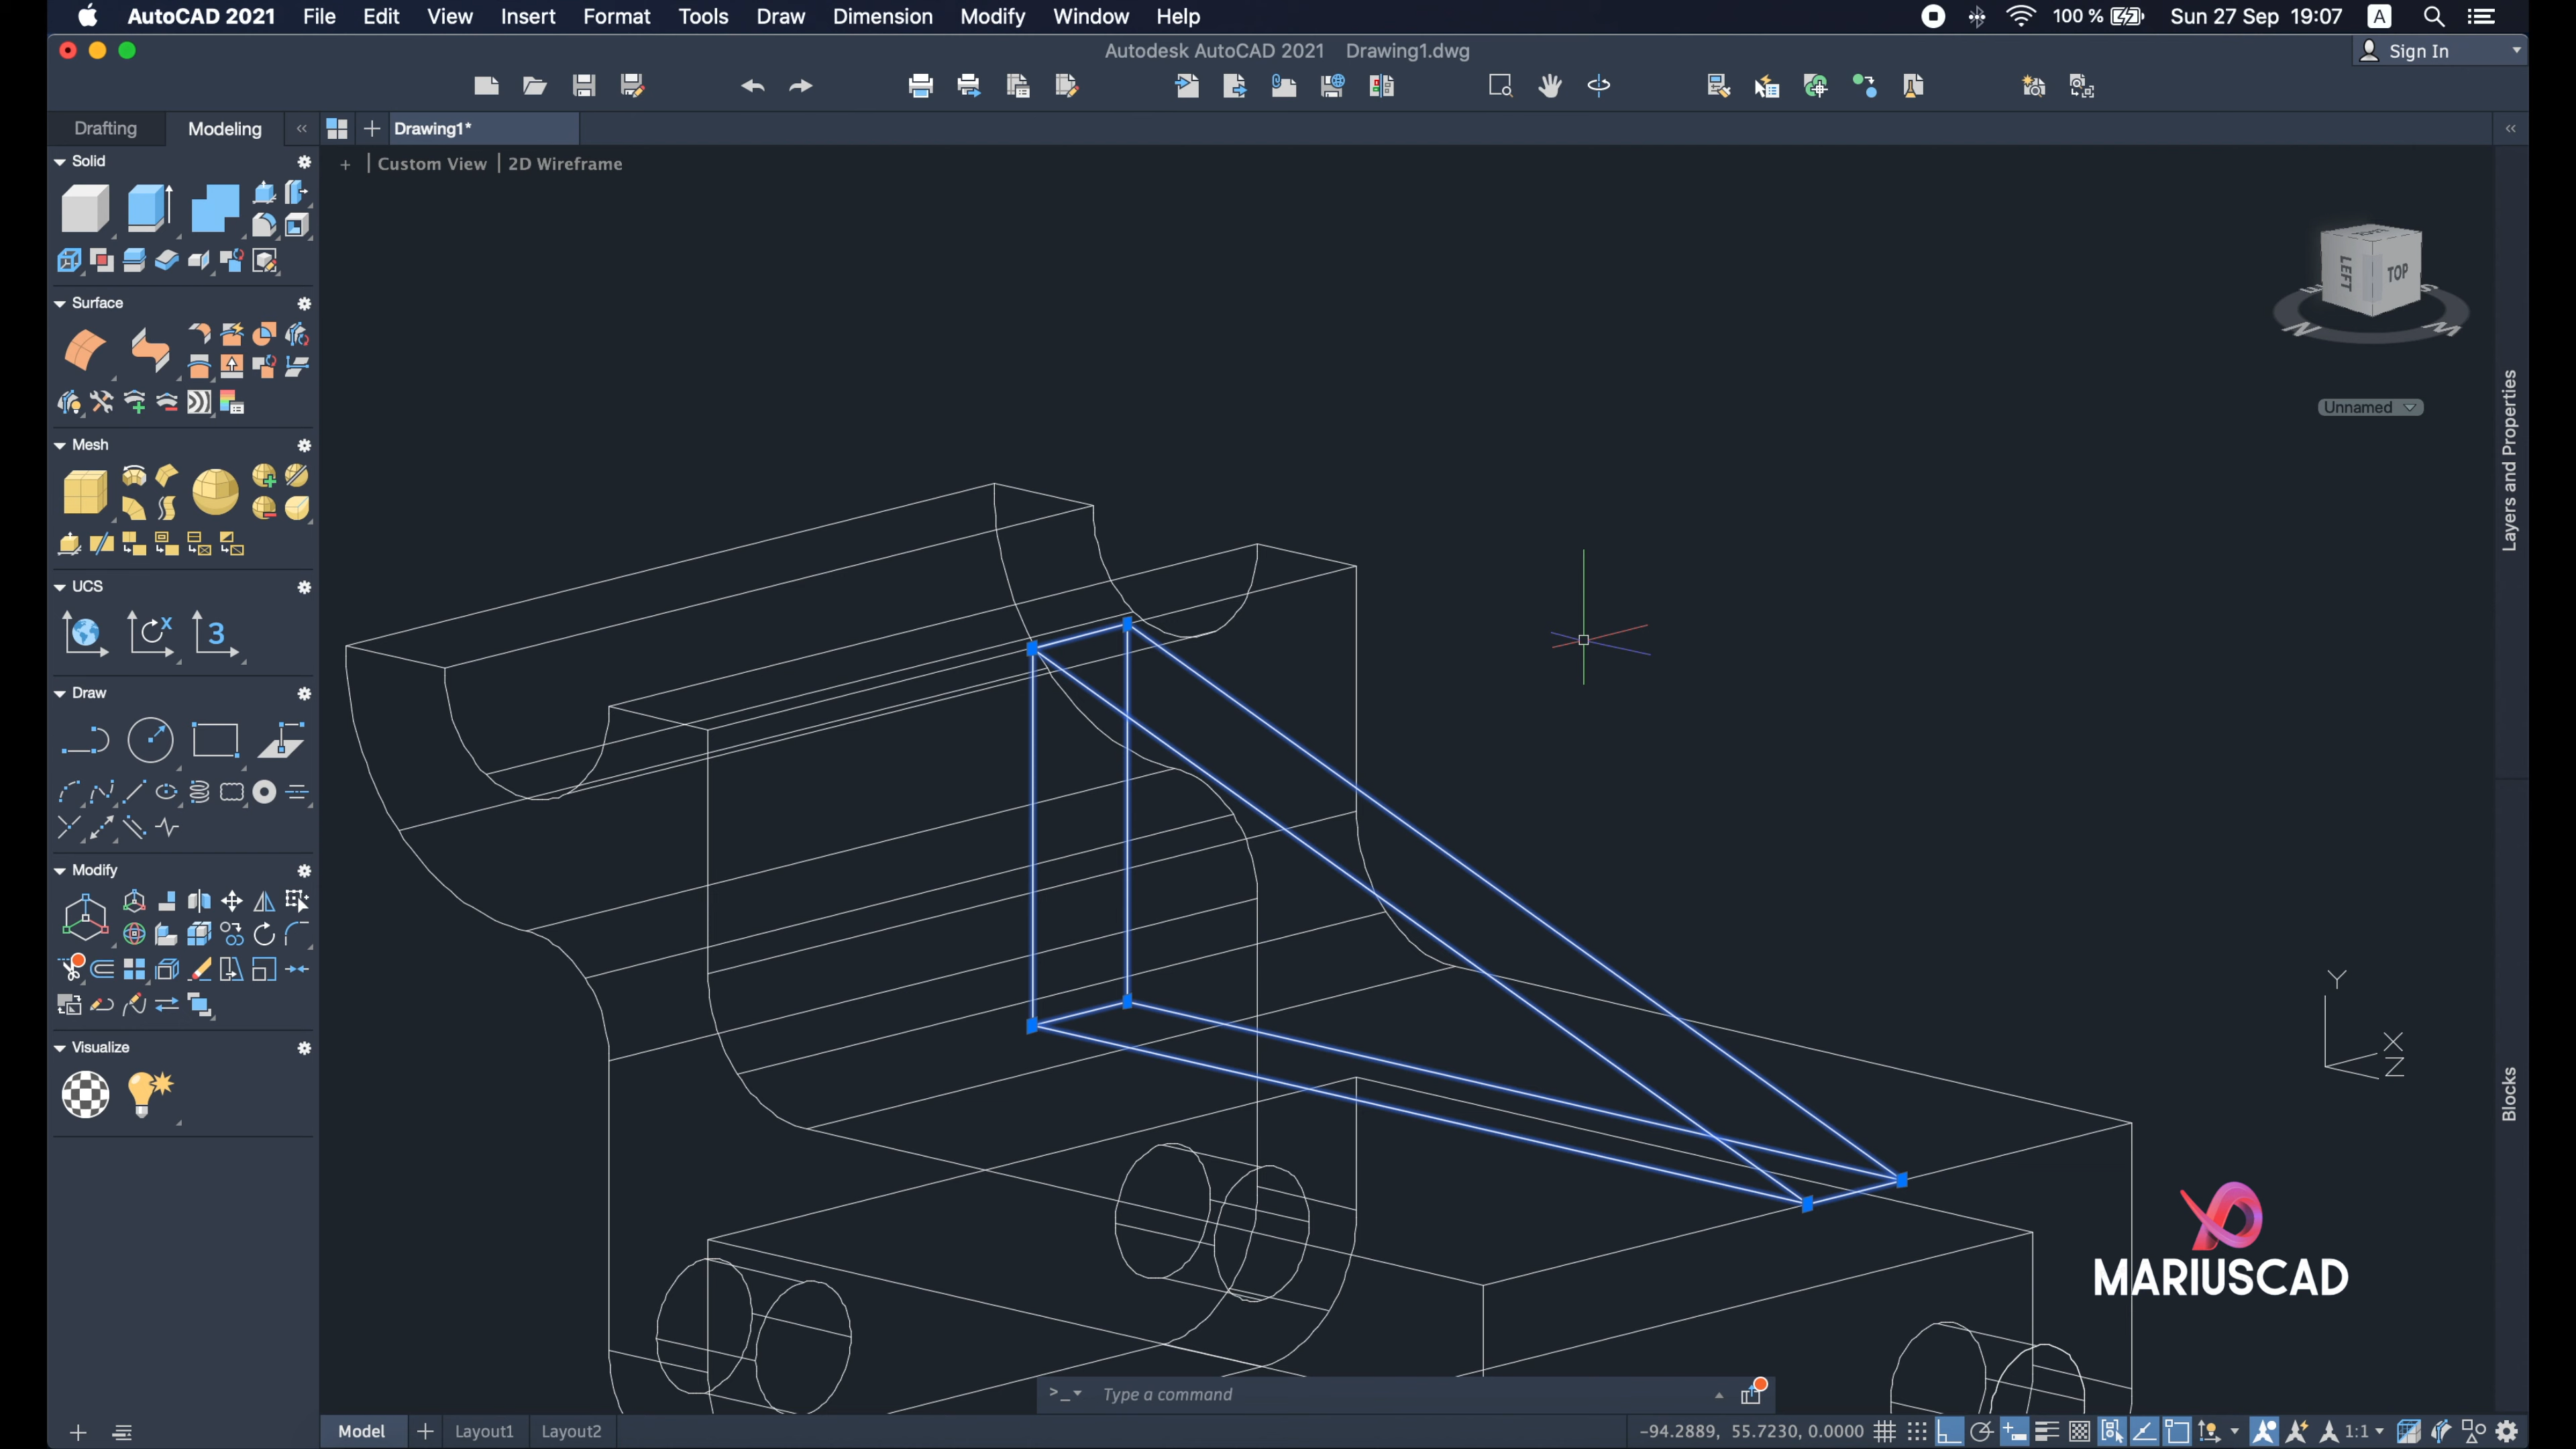 AutoCAD 2021 File Edit View Insert Format Tools Draw Dimension Modify Window Help 100 % Sun 27 Sep 19:07 A
Autodesk AutoCAD 2021 Drawing1.dwg
Sign In
Drafting Modeling « + Drawing1* «
+ | Custom View | 2D Wireframe
Solid
LEFT TOP
N W
Surface
Unnamed
Layers and Properties
Mesh
UCS
X 3
Draw
Modify
Y
X
Z
Visualize
Blocks
MARIUSCAD
>_ Type a command
Model + Layout1 Layout2 -94.2889, 55.7230, 0.0000 1:1